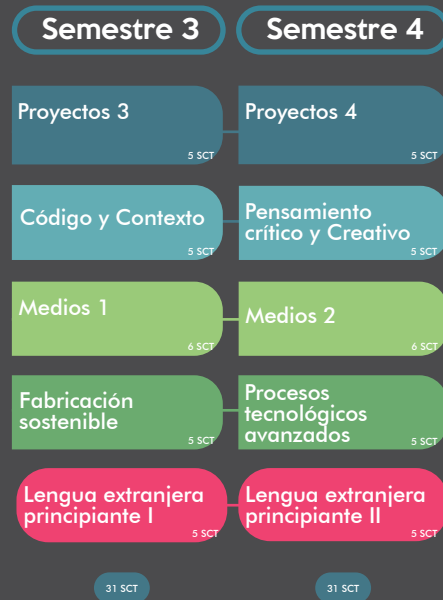 Semestre 3
Semestre 4
Proyectos 3
5 SCT
Proyectos 4
5 SCT
Código y Contexto
5 SCT
Pensamiento
crítico y Creativo
5 SCT
Medios 1
6 SCT
Medios 2
6 SCT
Fabricación
sostenible
5 SCT
Procesos
tecnológicos
avanzados
5 SCT
Lengua extranjera
principiante I
5 SCT
Lengua extranjera
principiante II
5 SCT
31 SCT
31 SCT